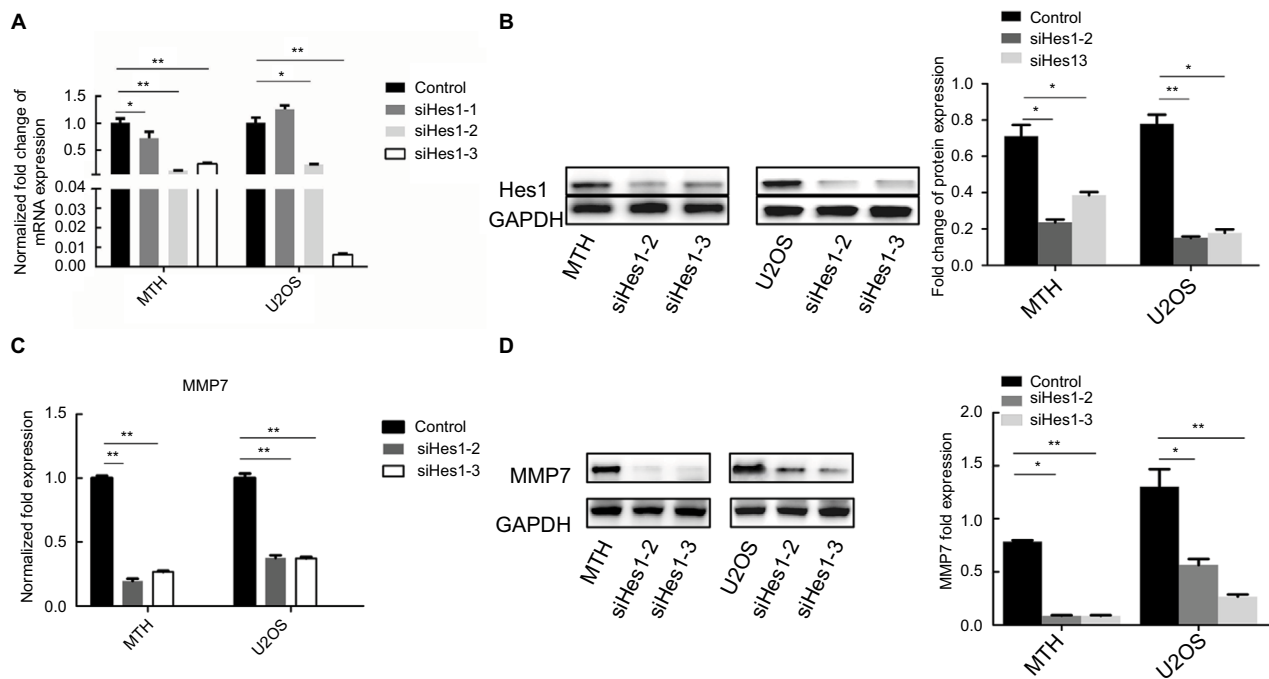 A
Normalized fold change of
mRNA expression
1.5
1.0
0.5
0.04
0.03
0.02
0.01
0.00
**
**
*
**
*
MTH
U2OS
Control
siHes1-1
siHes1-2
siHes1-3
B
Hes1
GAPDH
MTH
siHes1-2
siHes1-3
U2OS
siHes1-2
siHes1-3
Control
siHes1-2
siHes13
Fold change of protein expression
1.0
0.8
0.6
0.4
0.2
0.0
*
*
*
**
MTH
U2OS
C
MMP7
Normalized fold expression
1.5
1.0
0.5
0.0
**
**
**
**
MTH
U2OS
Control
siHes1-2
siHes1-3
D
MMP7
GAPDH
MTH
siHes1-2
siHes1-3
U2OS
siHes1-2
siHes1-3
Control
siHes1-2
siHes1-3
MMP7 fold expression
2.0
1.5
1.0
0.5
0.0
**
*
**
*
MTH
U2OS